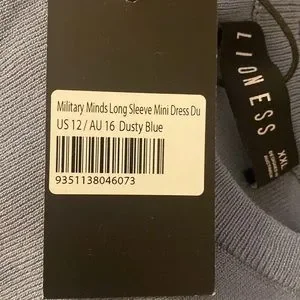 Military Minds Long Sleeve Mini Dress Du
US 12 / AU 16 Dusty Blue
9351138046073
LIONESS
XXL